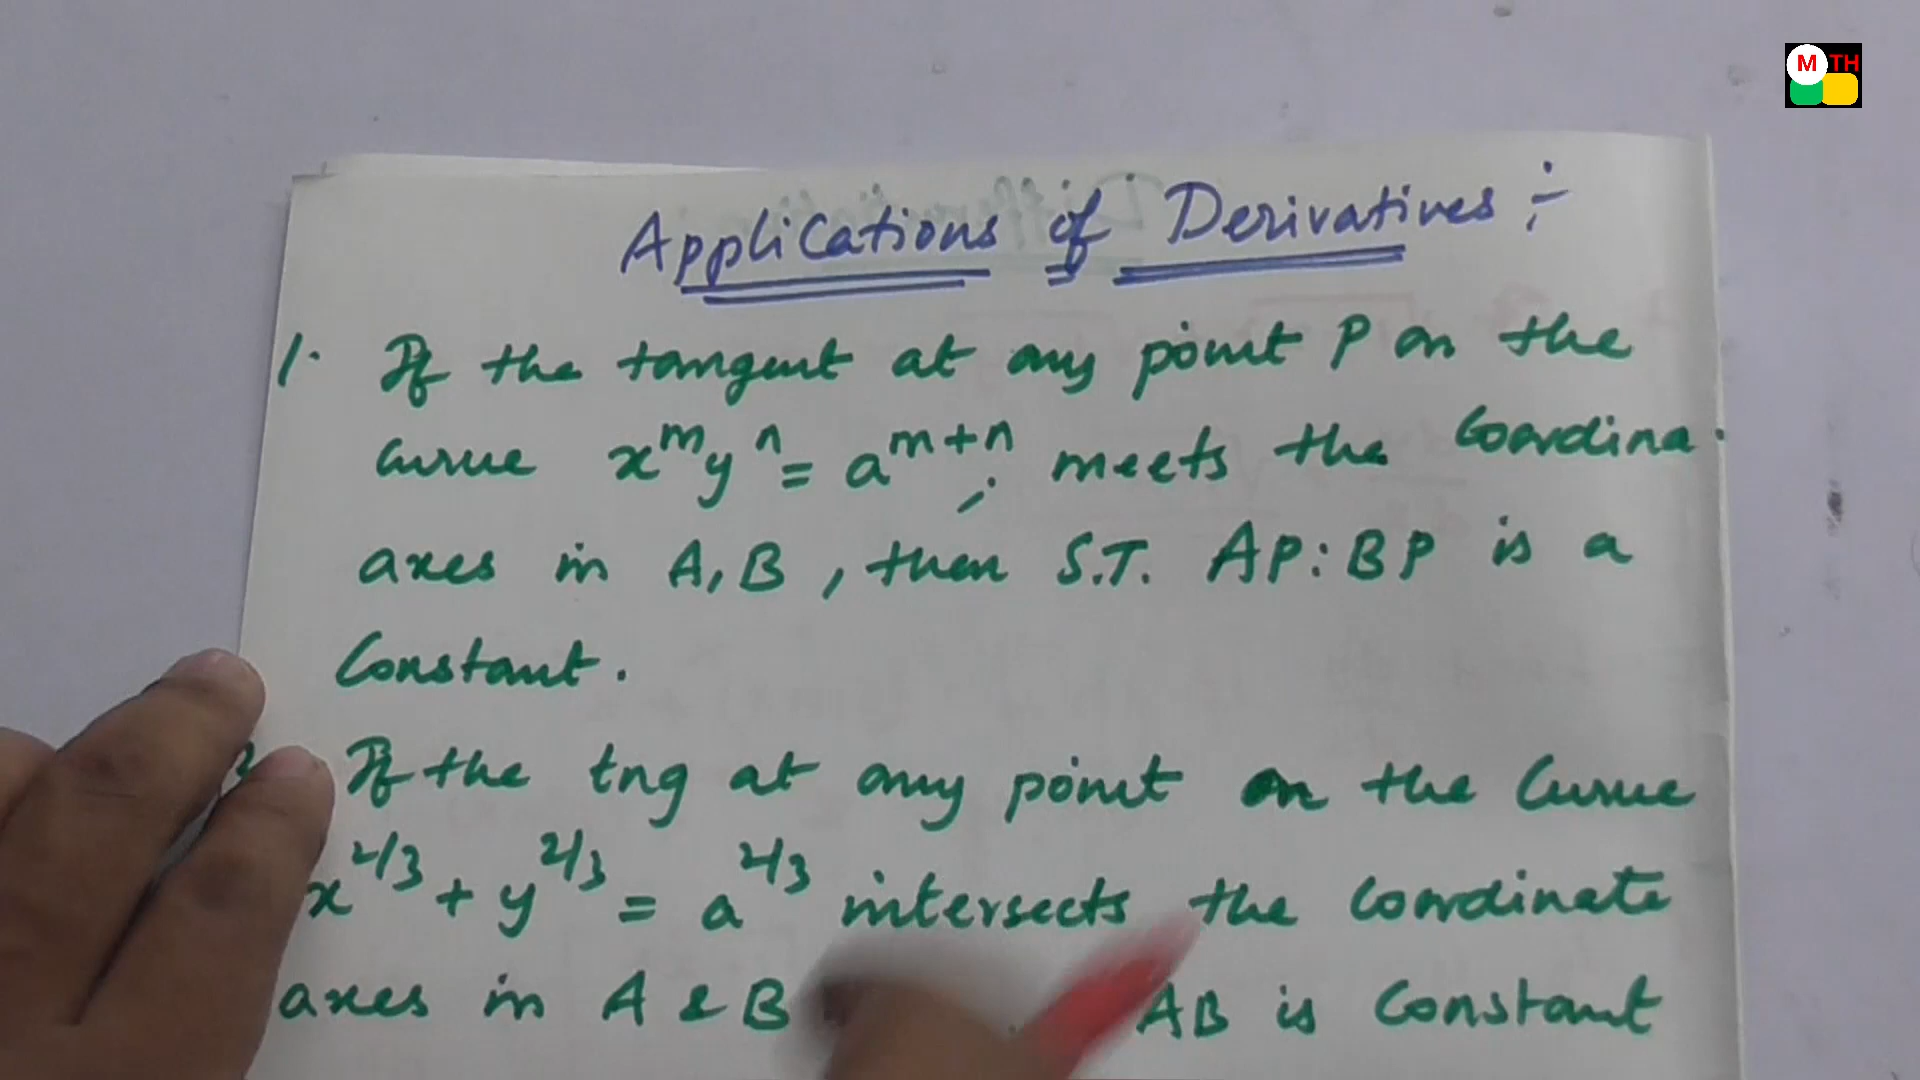 M TH
Applications of Derivatives :-
1. If the tangent at any point P on the
curve x^m y^n = a^{m+n}; meets the Coordina
axes in A, B, then S.T. AP:BP is a
Constant.
If the tng at any point on the Curve
x^{2/3} + y^{2/3} = a^{2/3} intersects the Coordinate
axes in A & B AB is Constant